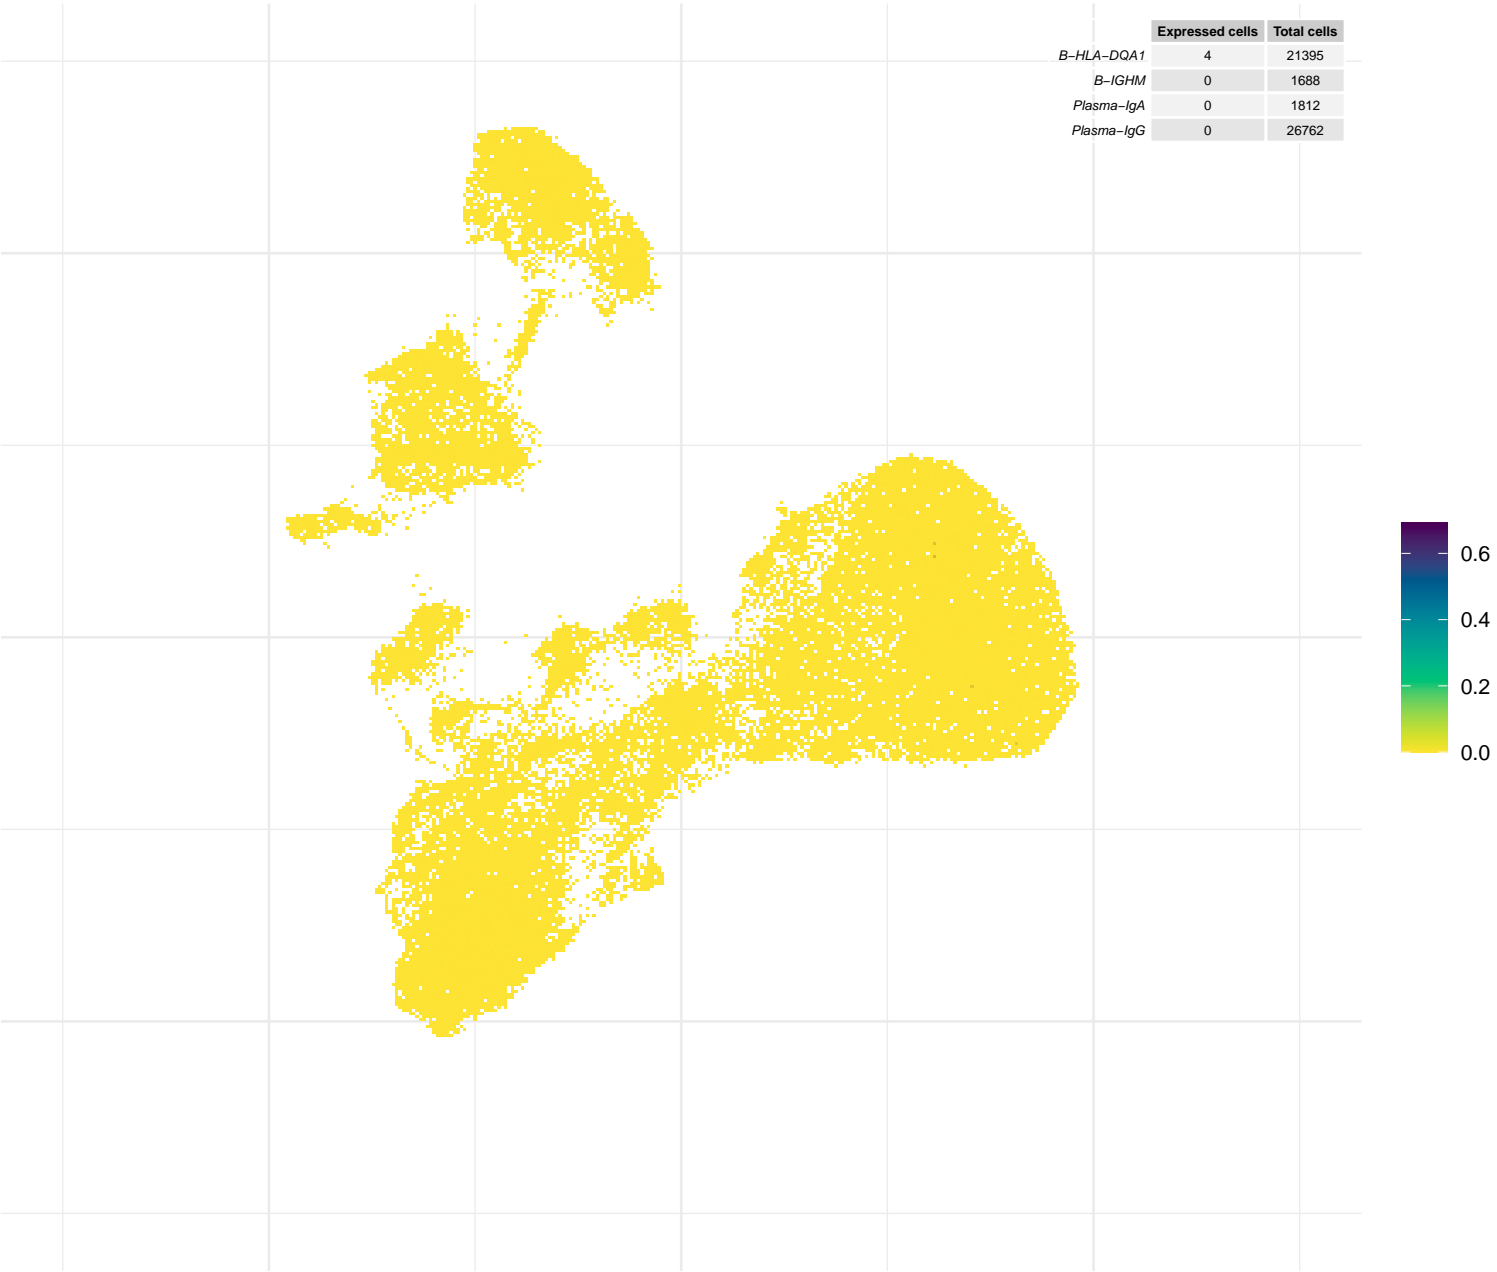 Expressed cells Total cells
B−HLA−DQA1 4 21395
B−IGHM 0 1688
Plasma−IgA 0 1812
Plasma−IgG 0 26762
0.6
0.4
0.2
0.0